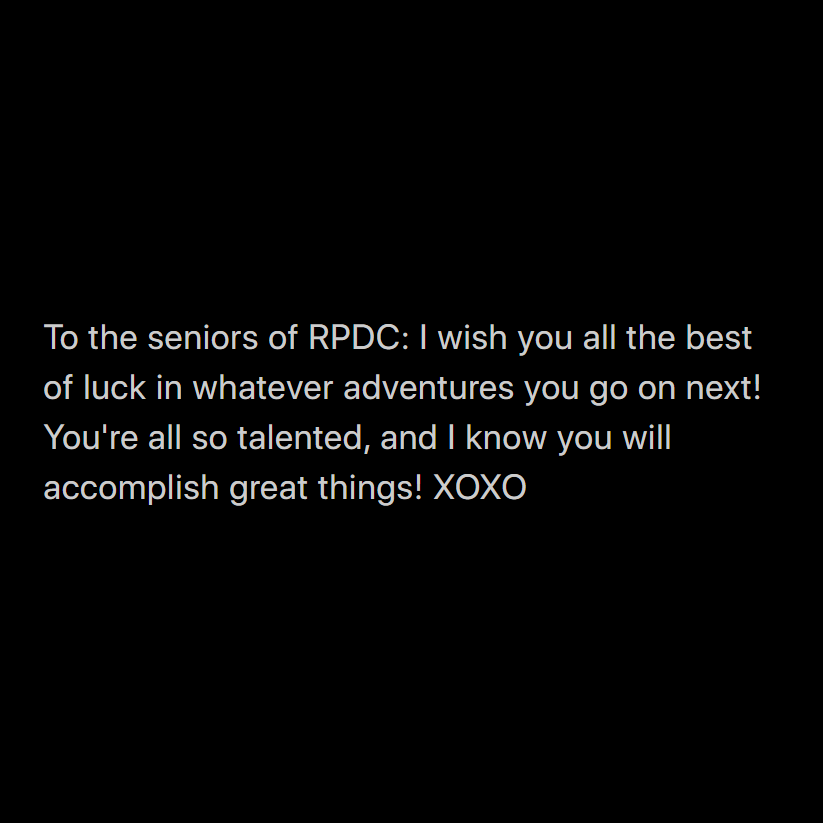 To the seniors of RPDC: I wish you all the best
of luck in whatever adventures you go on next!
You're all so talented, and I know you will
accomplish great things! XOXO